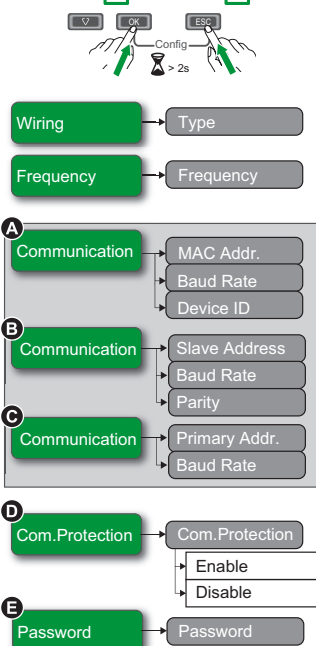 OK ESC
Config
> 2s
Wiring Type
Frequency Frequency
A
Communication MAC Addr.
Baud Rate
Device ID
B
Communication Slave Address
Baud Rate
Parity
C
Communication Primary Addr.
Baud Rate
D
Com.Protection Com.Protection
Enable
Disable
E
Password Password